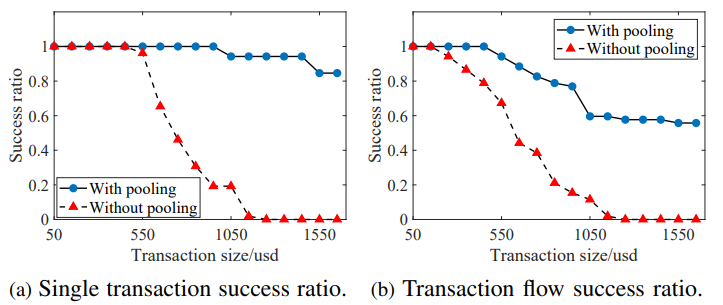 1
0.8
0.6
0.4
0.2
0
Success ratio
With pooling
Without pooling
50 550 1050 1550
Transaction size/usd
(a) Single transaction success ratio.
1
0.8
0.6
0.4
0.2
0
Success ratio
With pooling
Without pooling
50 550 1050 1550
Transaction size/usd
(b) Transaction flow success ratio.